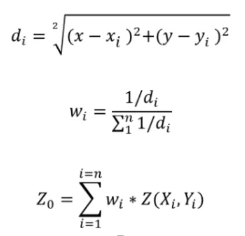 d_i = \sqrt[2]{(x - x_i)^2 + (y - y_i)^2}
w_i = \frac{1/d_i}{\sum_1^n 1/d_i}
Z_0 = \sum_{i=1}^{i=n} w_i * Z(X_i, Y_i)